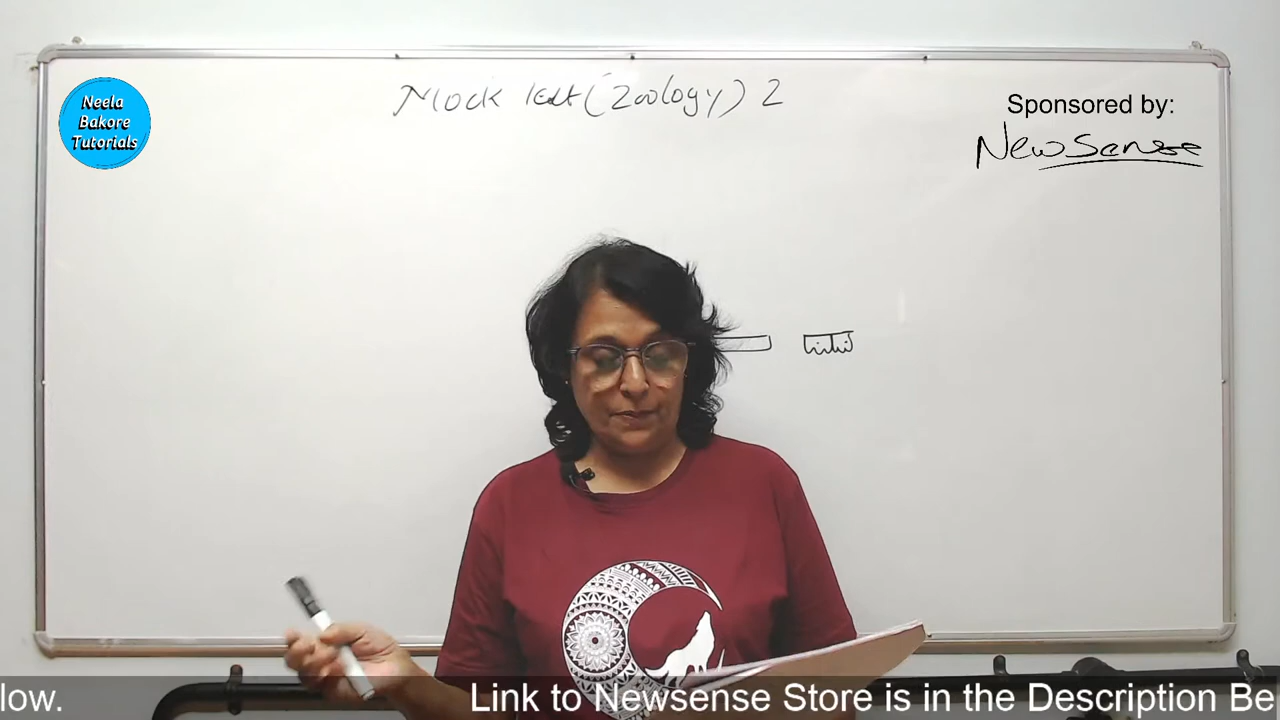 Mock test (Zoology) 2
Neela
Bakore
Tutorials
Sponsored by:
NewSense
low.
Link to Newsense Store is in the Description Be